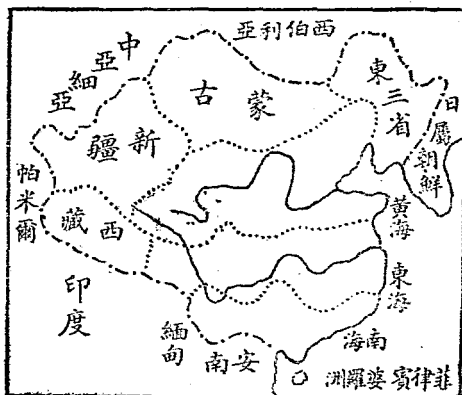 西伯利亞
中亞細亞
東三省
蒙古
日屬朝鮮
新疆
帕米爾
西藏
黃海
印度
東海
緬甸
安南
南海
菲律賓婆羅洲